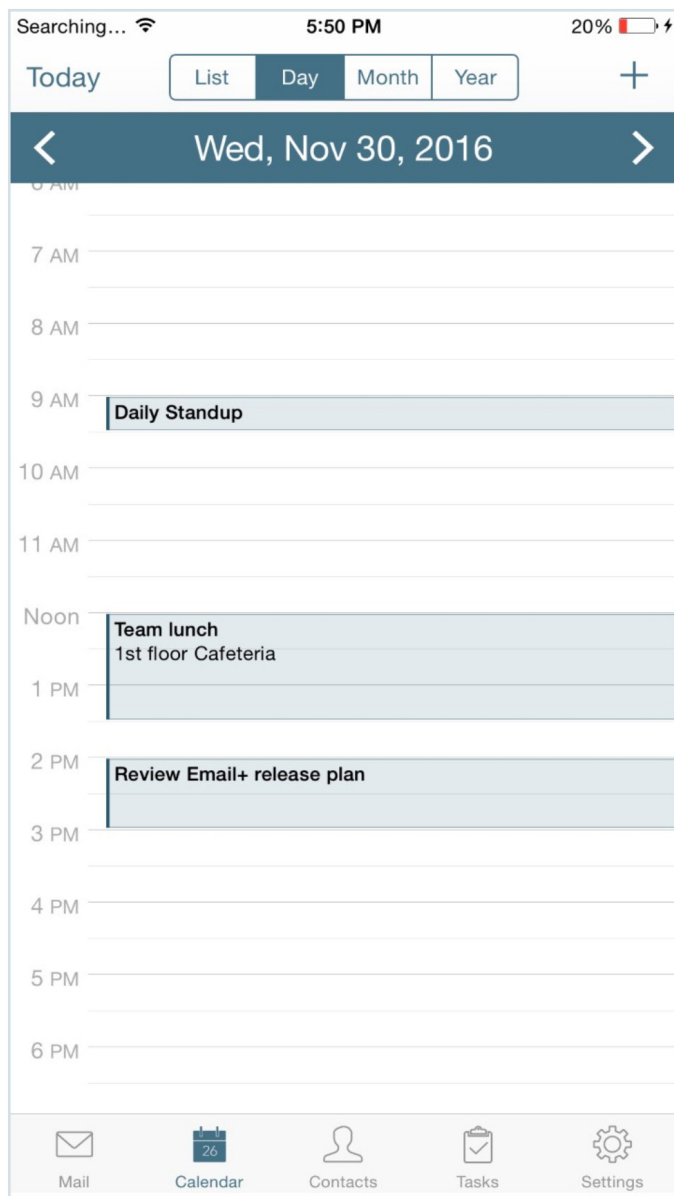 Searching... 5:50 PM 20%
Today List Day Month Year +
< Wed, Nov 30, 2016 >
6 AM
7 AM
8 AM
9 AM
Daily Standup
10 AM
11 AM
Noon
Team lunch
1st floor Cafeteria
1 PM
2 PM
Review Email+ release plan
3 PM
4 PM
5 PM
6 PM
26
Mail Calendar Contacts Tasks Settings